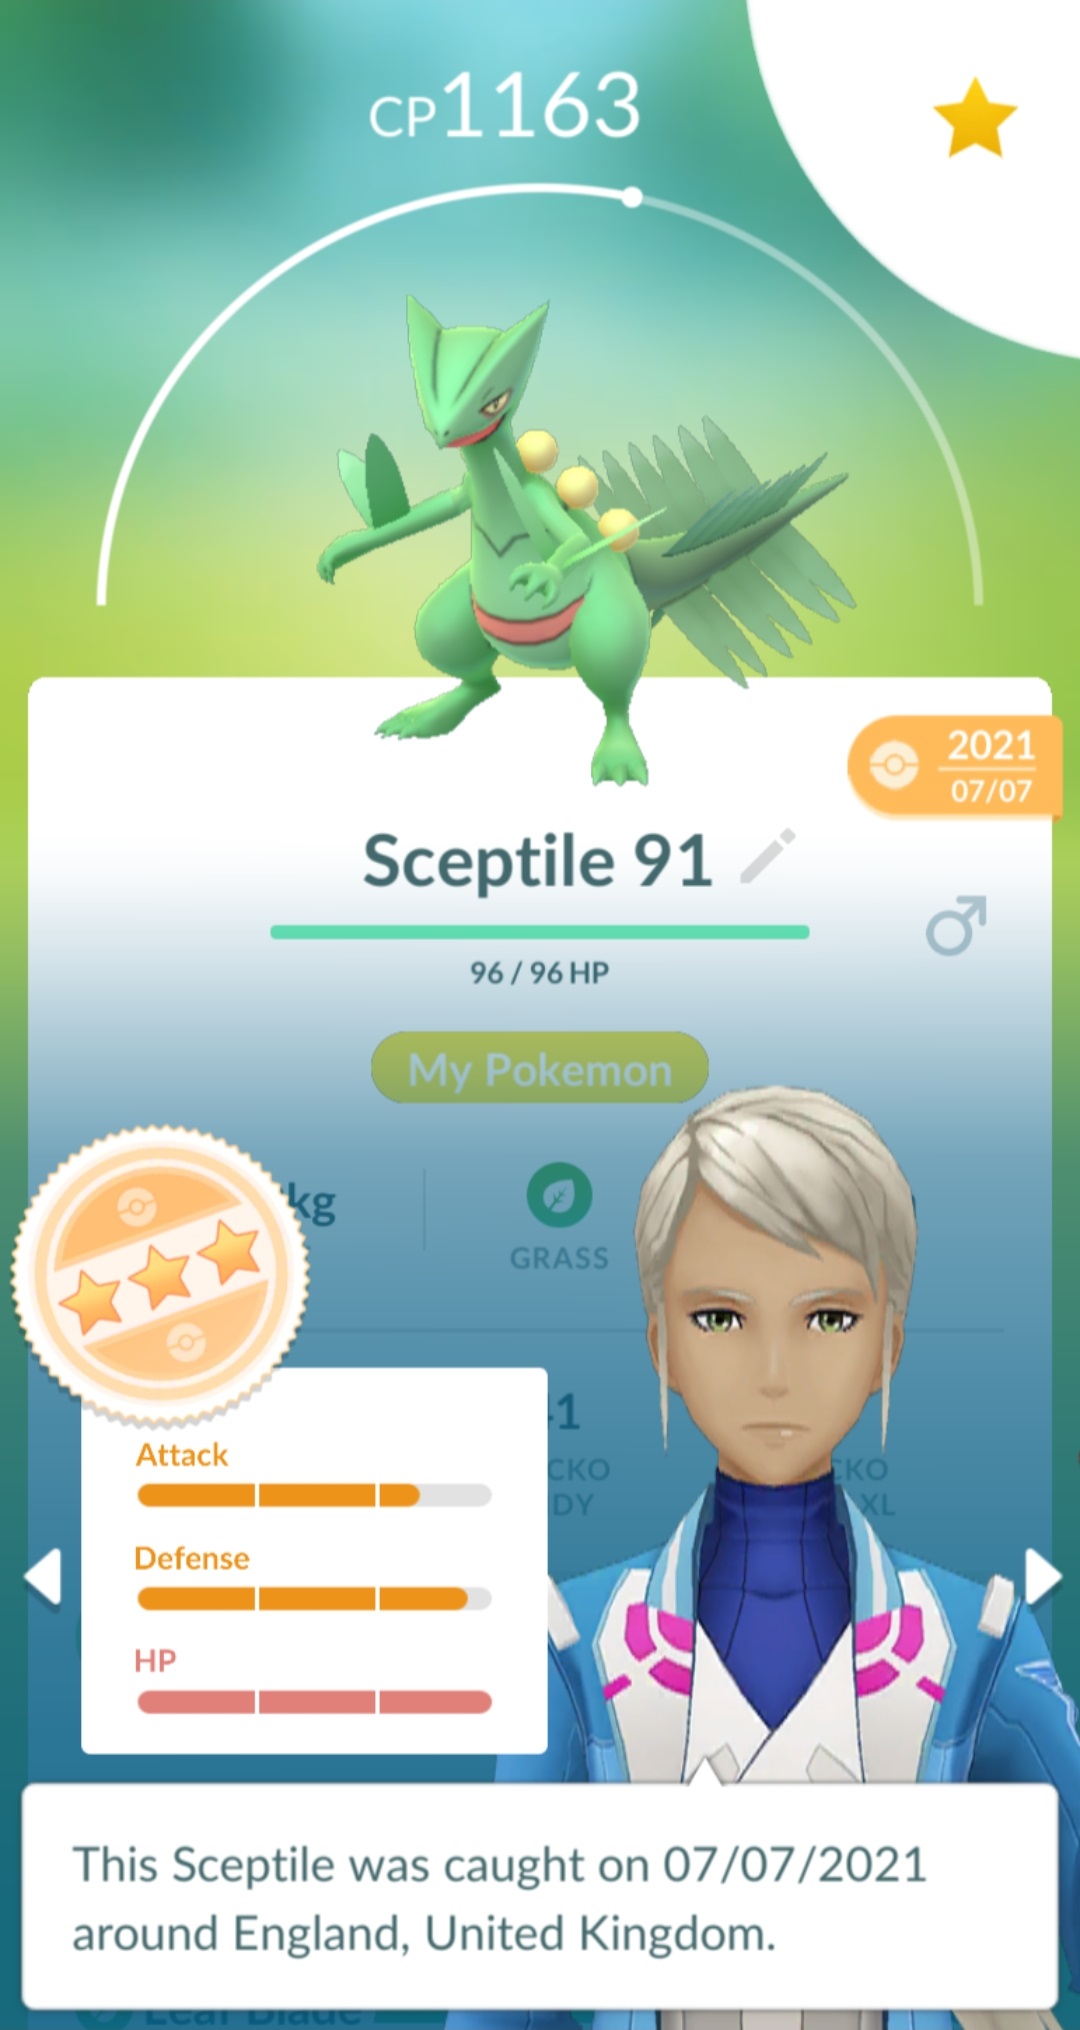 CP1163
2021
07/07
Sceptile 91
96 / 96 HP
My Pokemon
kg
GRASS
1
CKO
CKO
DY
XL
Attack
Defense
HP
This Sceptile was caught on 07/07/2021
around England, United Kingdom.
Leaf Blade